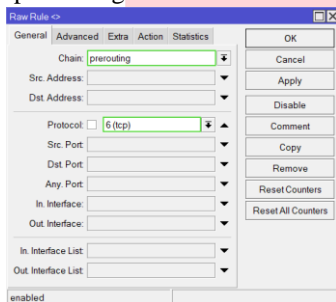 Raw Rule <>
General Advanced Extra Action Statistics
Chain: prerouting
Src. Address:
Dst. Address:
Protocol: 6 (tcp)
Src. Port:
Dst. Port:
Any. Port:
In. Interface:
Out. Interface:
In. Interface List:
Out. Interface List:
OK
Cancel
Apply
Disable
Comment
Copy
Remove
Reset Counters
Reset All Counters
enabled